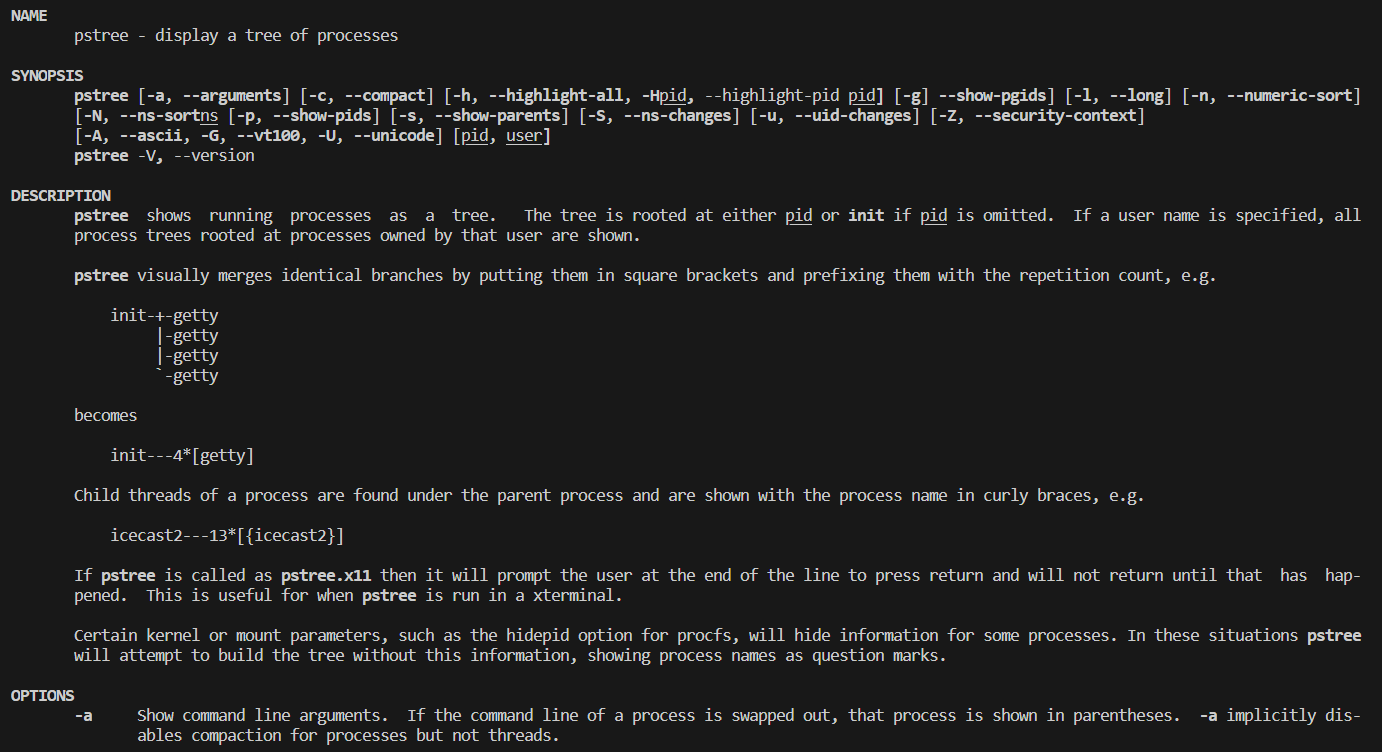 NAME
pstree - display a tree of processes
SYNOPSIS
pstree [-a, --arguments] [-c, --compact] [-h, --highlight-all, -Hpid, --highlight-pid pid] [-g] --show-pgids] [-l, --long] [-n, --numeric-sort]
[-N, --ns-sortns [-p, --show-pids] [-s, --show-parents] [-S, --ns-changes] [-u, --uid-changes] [-Z, --security-context]
[-A, --ascii, -G, --vt100, -U, --unicode] [pid, user]
pstree -V, --version
DESCRIPTION
pstree  shows  running  processes  as  a  tree.   The tree is rooted at either pid or init if pid is omitted.  If a user name is specified, all
process trees rooted at processes owned by that user are shown.
pstree visually merges identical branches by putting them in square brackets and prefixing them with the repetition count, e.g.
init-+-getty
|-getty
|-getty
`-getty
becomes
init---4*[getty]
Child threads of a process are found under the parent process and are shown with the process name in curly braces, e.g.
icecast2---13*[{icecast2}]
If pstree is called as pstree.x11 then it will prompt the user at the end of the line to press return and will not return until that  has  hap-
pened.  This is useful for when pstree is run in a xterminal.
Certain kernel or mount parameters, such as the hidepid option for procfs, will hide information for some processes. In these situations pstree
will attempt to build the tree without this information, showing process names as question marks.
OPTIONS
-a     Show command line arguments.  If the command line of a process is swapped out, that process is shown in parentheses.  -a implicitly dis-
ables compaction for processes but not threads.